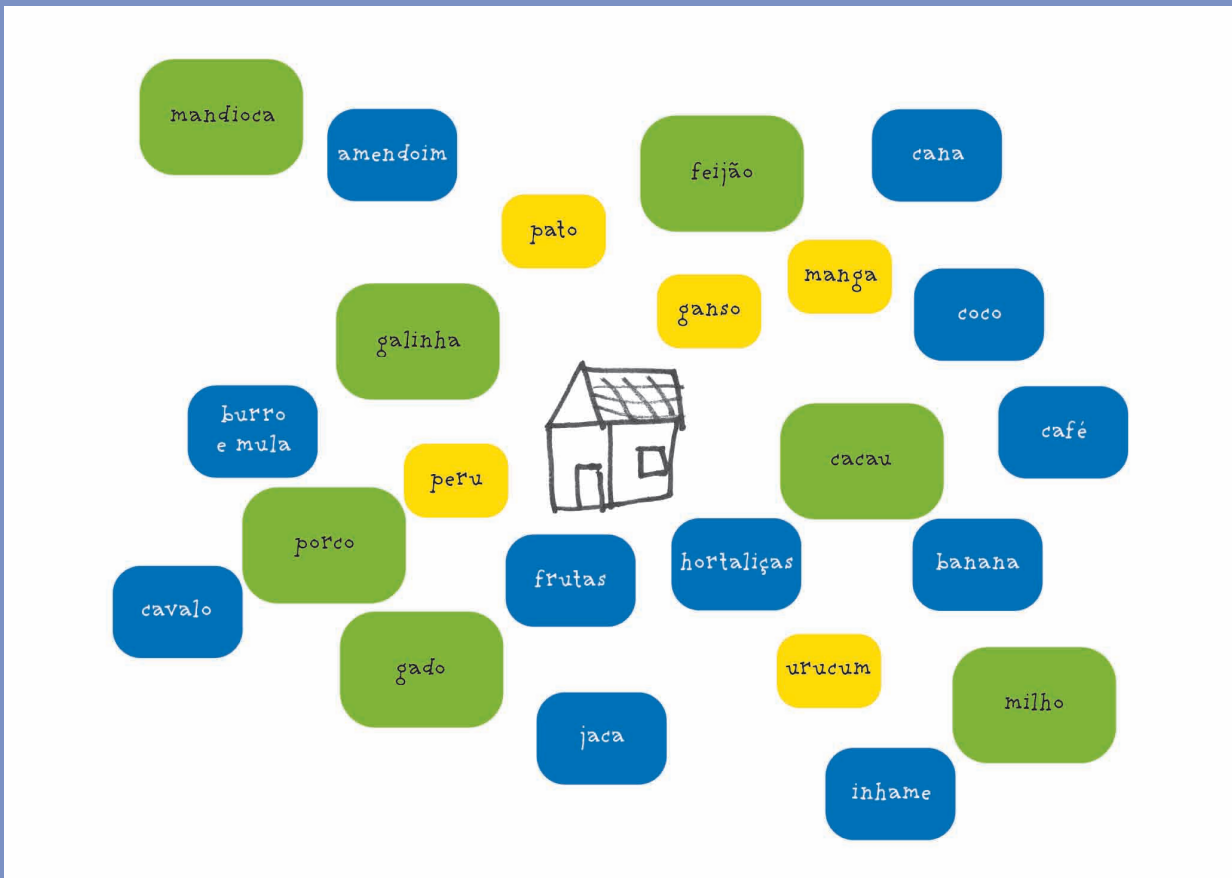 mandioca
amendoim
feijão
cana
pato
manga
ganso
coco
galinha
burro
e mula
café
cacau
peru
porco
frutas
hortaliças
banana
cavalo
gado
urucum
milho
jaca
inhame